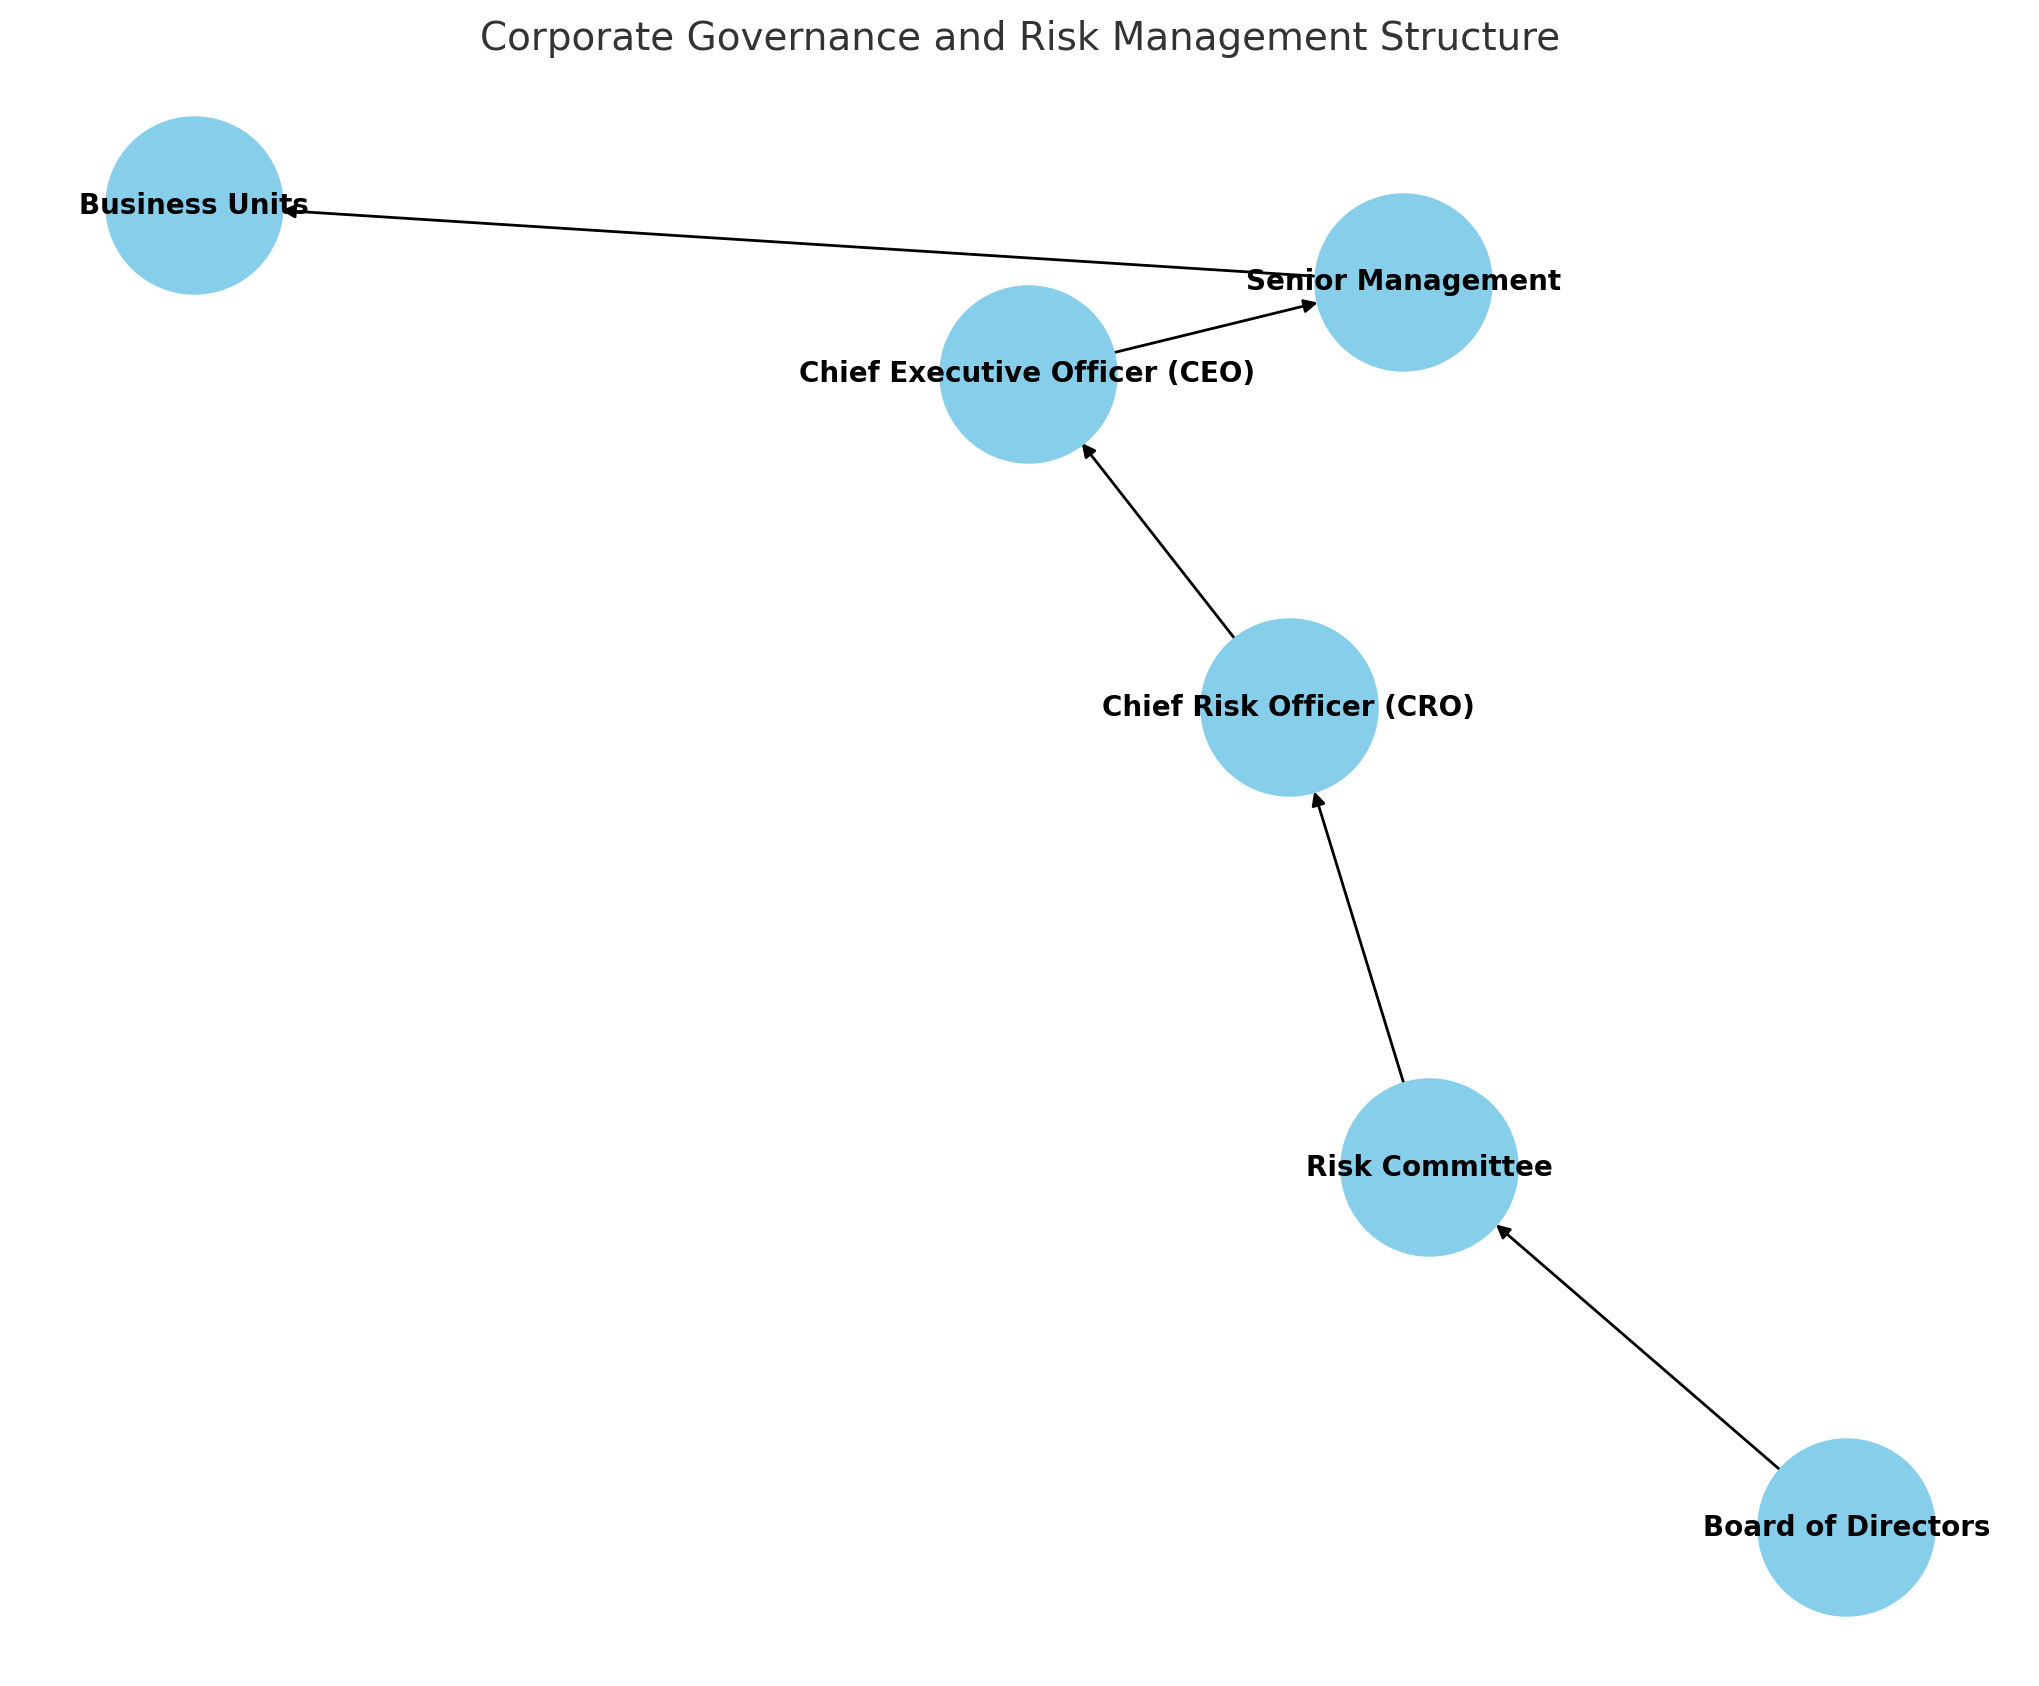 Corporate Governance and Risk Management Structure
Business Units
Senior Management
Chief Executive Officer (CEO)
Chief Risk Officer (CRO)
Risk Committee
Board of Directors